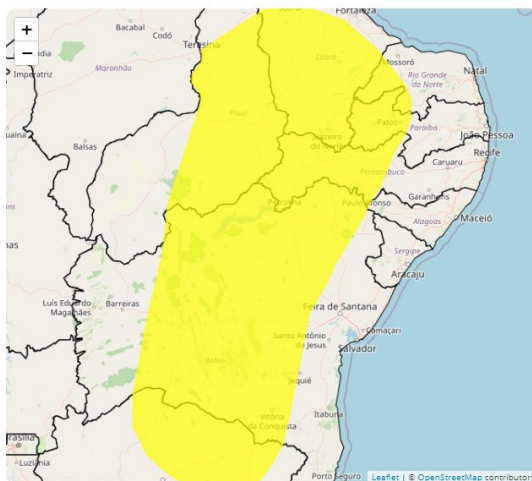 +
−
Bacabal
Codó
Teresina
Fortaleza
Imperatriz
Maranhão
Ceará
Mossoró
Rio Grande
do Norte
Natal
Piauí
Patos
Paraíba
João Pessoa
Balsas
Juazeiro
do Norte
Recife
Caruaru
Pernambuco
Petrolina
Paulo Afonso
Garanhuns
Alagoas
Maceió
Sergipe
Aracaju
Luís Eduardo
Magalhães
Barreiras
Feira de Santana
Camaçari
Santo Antônio
de Jesus
Salvador
Bahia
Jequié
Vitória
da Conquista
Itabuna
Brasília
Luziânia
Porto Seguro
Leaflet | © OpenStreetMap contributors